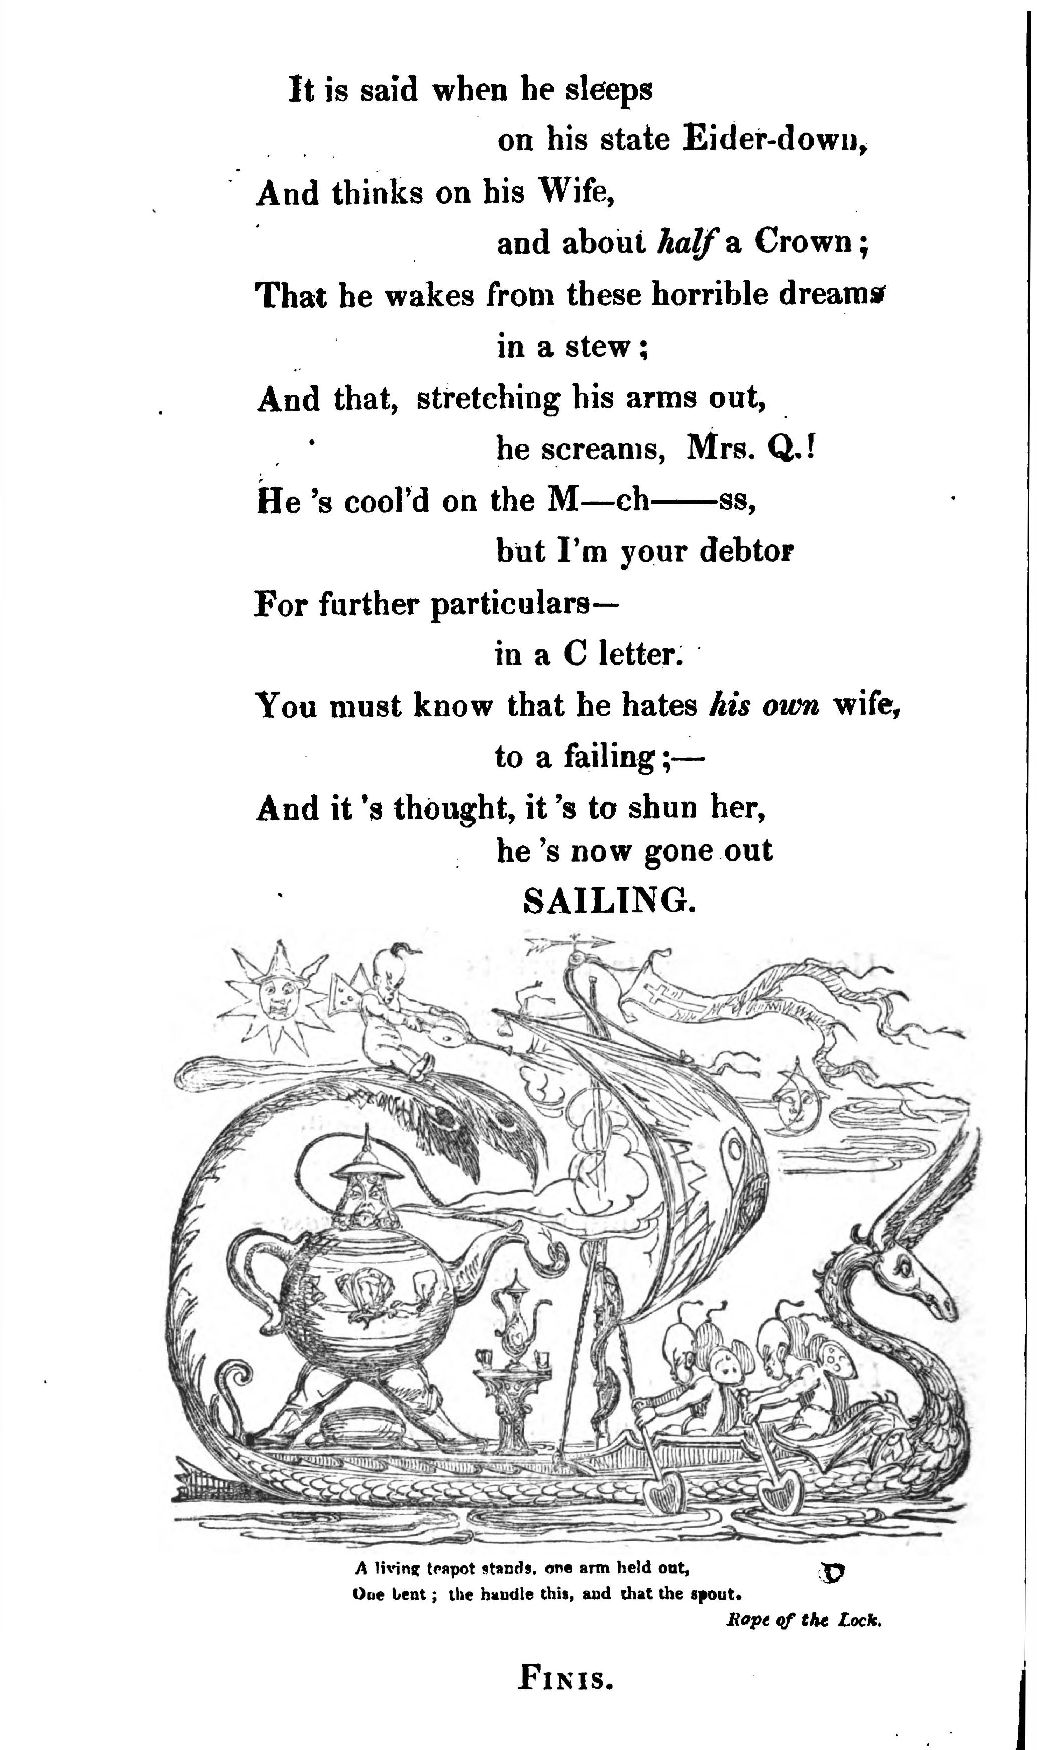 It is said when he sleeps
on his state Eider-down,
And thinks on his Wife,
and about half a Crown;
That he wakes from these horrible dreams
in a stew;
And that, stretching his arms out,
he screams, Mrs. Q.!
He 's cool'd on the M—ch——ss,
but I'm your debtor
For further particulars—
in a C letter.
You must know that he hates his own wife,
to a failing;—
And it 's thought, it 's to shun her,
he 's now gone out
SAILING.
A living teapot stands, one arm held out,
One bent; the handle this, and that the spout.
Rape of the Lock.
FINIS.